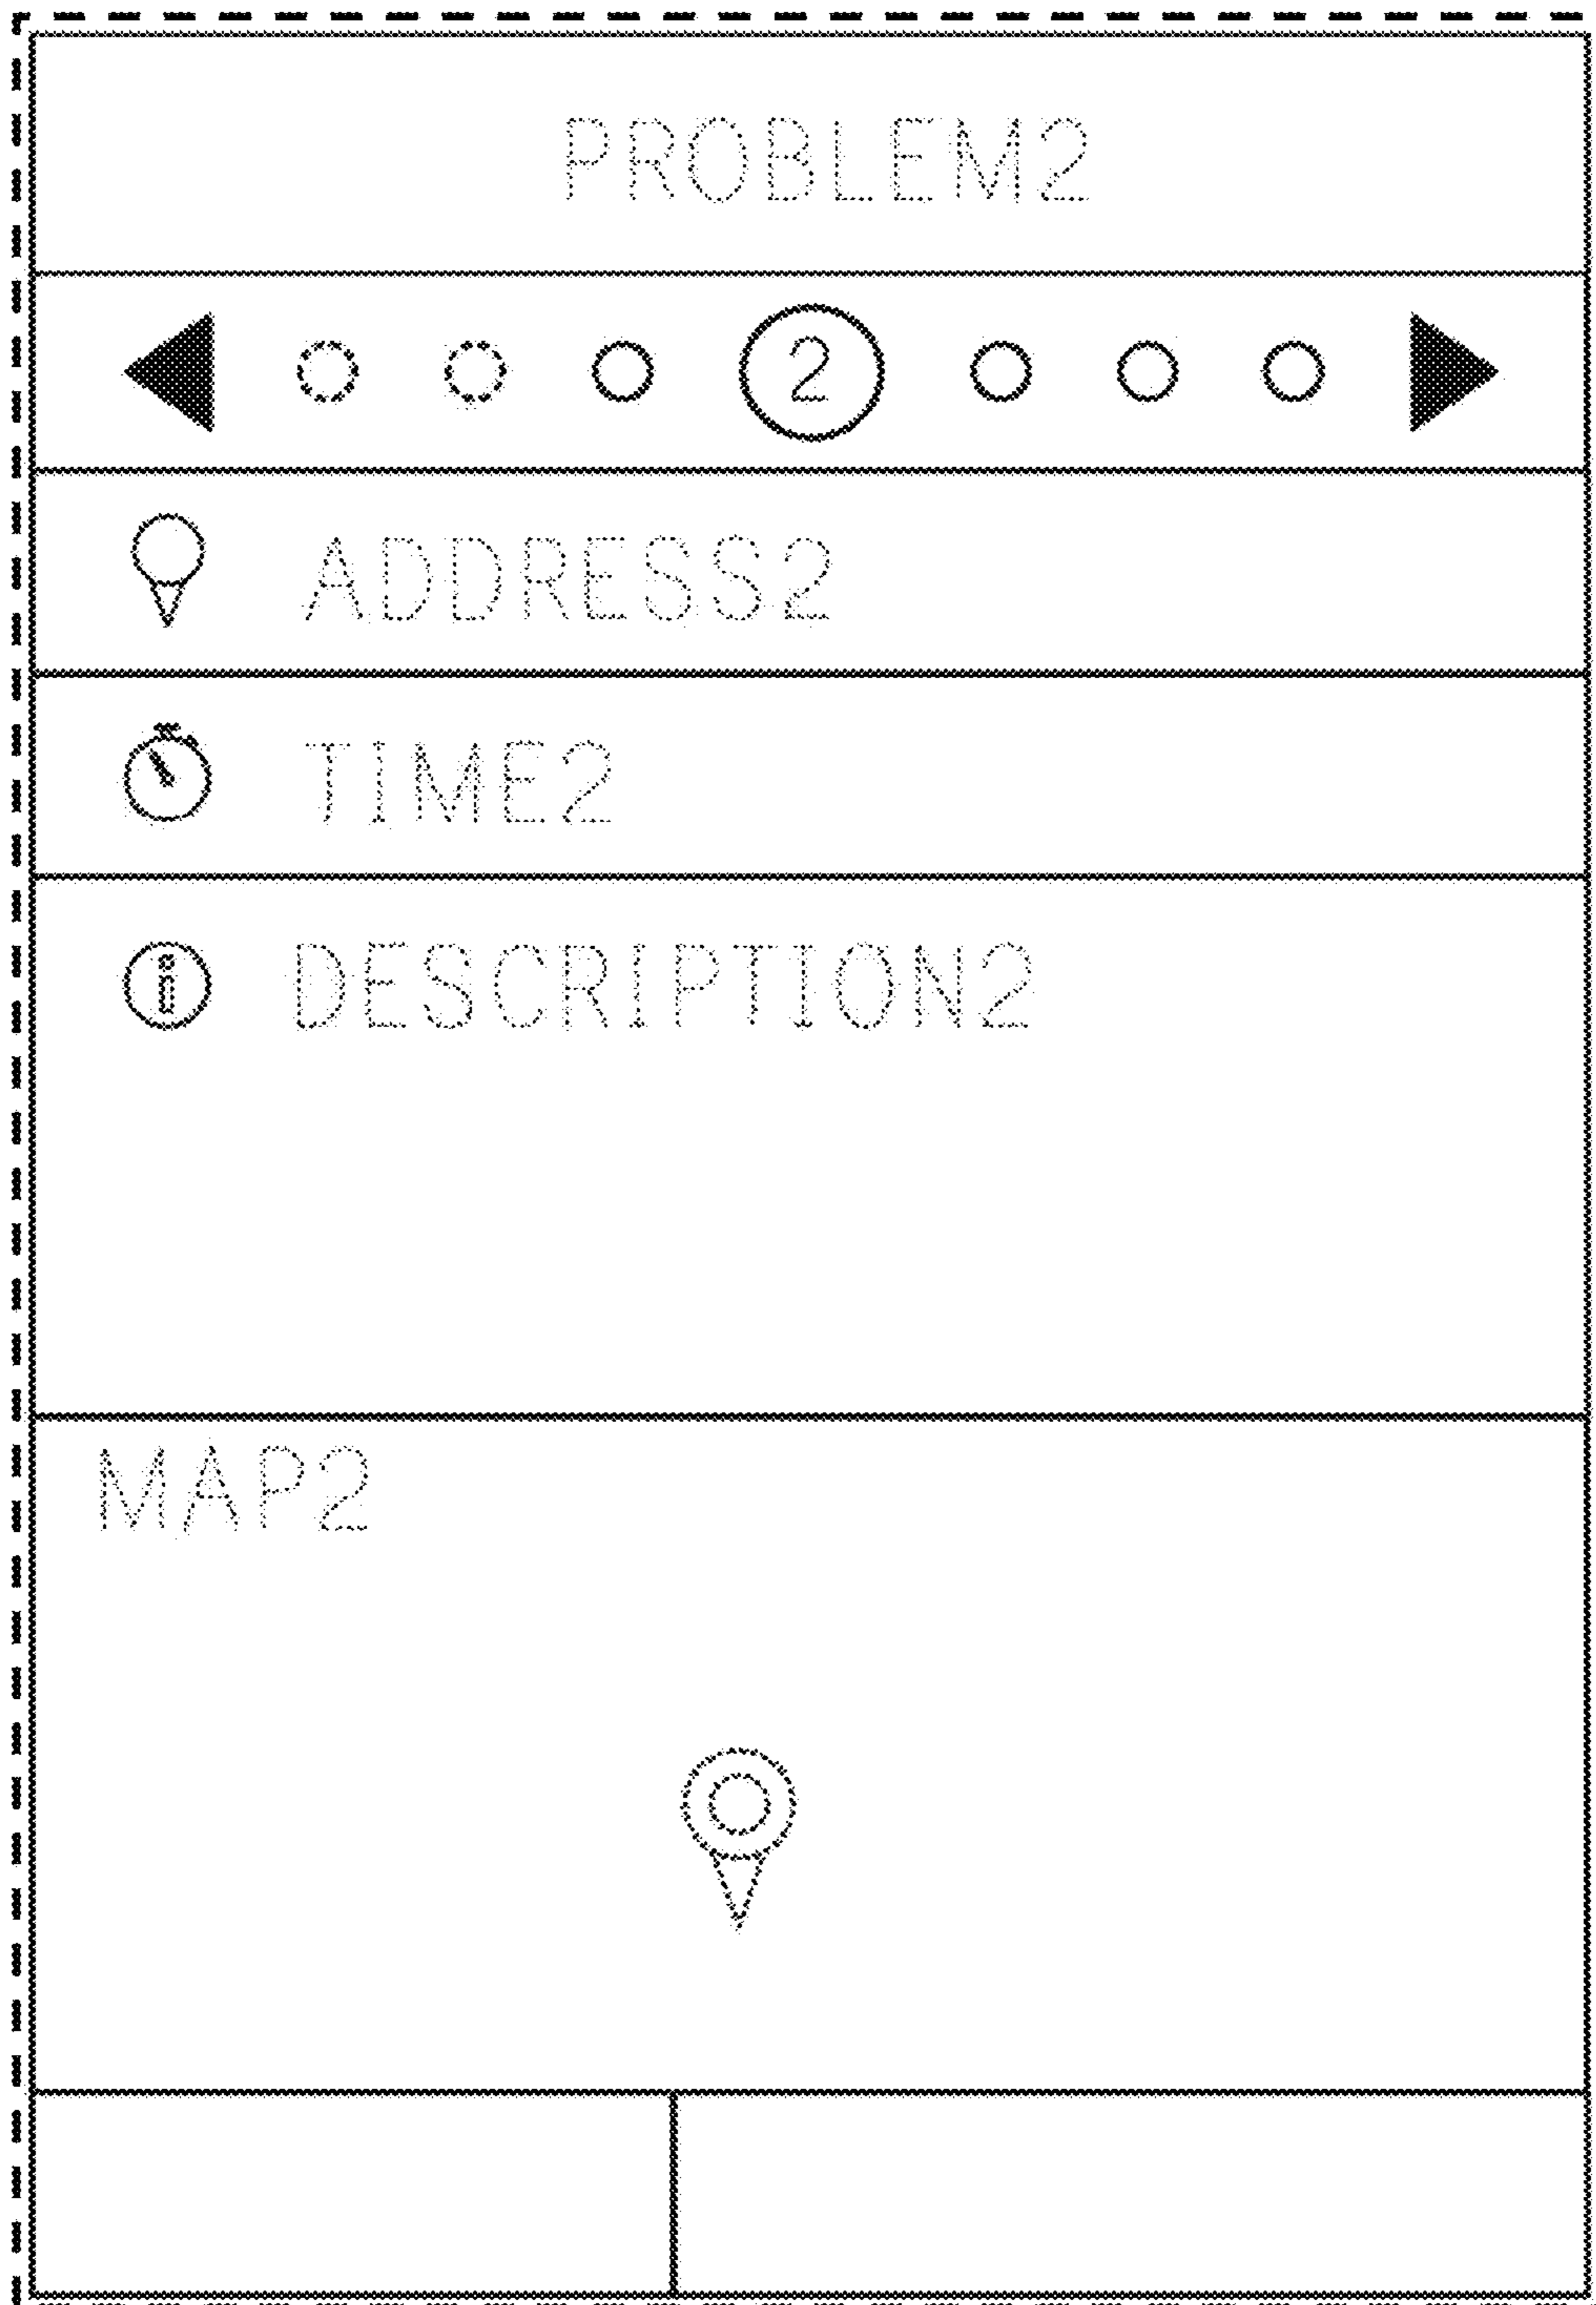 PROBLEM2
2
ADDRESS2
TIME2
i DESCRIPTION2
MAP2